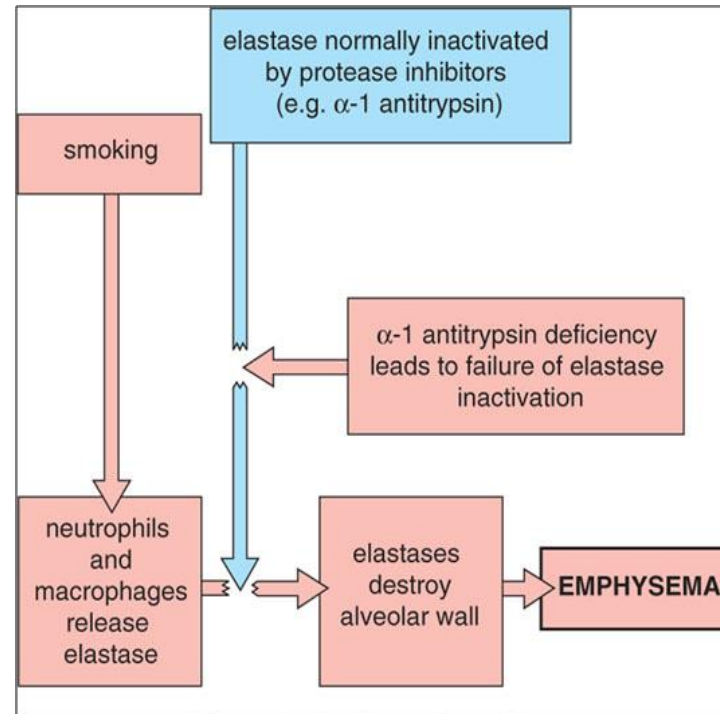 elastase normally inactivated
by protease inhibitors
(e.g. α-1 antitrypsin)
smoking
α-1 antitrypsin deficiency
leads to failure of elastase
inactivation
neutrophils
and
macrophages
release
elastase
elastases
destroy
alveolar wall
EMPHYSEMA